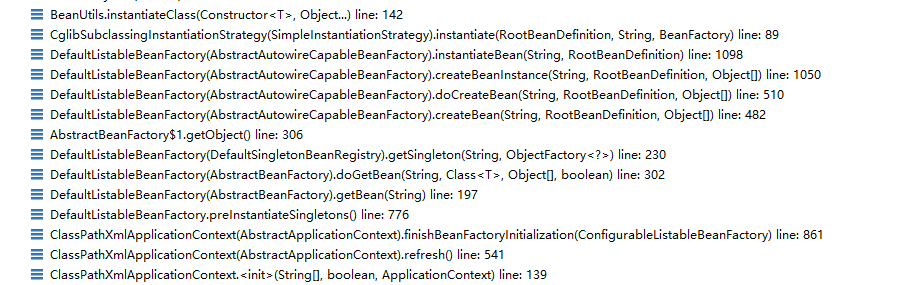 BeanUtils.instantiateClass(Constructor<T>, Object...) line: 142
CglibSubclassingInstantiationStrategy(SimpleInstantiationStrategy).instantiate(RootBeanDefinition, String, BeanFactory) line: 89
DefaultListableBeanFactory(AbstractAutowireCapableBeanFactory).instantiateBean(String, RootBeanDefinition) line: 1098
DefaultListableBeanFactory(AbstractAutowireCapableBeanFactory).createBeanInstance(String, RootBeanDefinition, Object[]) line: 1050
DefaultListableBeanFactory(AbstractAutowireCapableBeanFactory).doCreateBean(String, RootBeanDefinition, Object[]) line: 510
DefaultListableBeanFactory(AbstractAutowireCapableBeanFactory).createBean(String, RootBeanDefinition, Object[]) line: 482
AbstractBeanFactory$1.getObject() line: 306
DefaultListableBeanFactory(DefaultSingletonBeanRegistry).getSingleton(String, ObjectFactory<?>) line: 230
DefaultListableBeanFactory(AbstractBeanFactory).doGetBean(String, Class<T>, Object[], boolean) line: 302
DefaultListableBeanFactory(AbstractBeanFactory).getBean(String) line: 197
DefaultListableBeanFactory.preInstantiateSingletons() line: 776
ClassPathXmlApplicationContext(AbstractApplicationContext).finishBeanFactoryInitialization(ConfigurableListableBeanFactory) line: 861
ClassPathXmlApplicationContext(AbstractApplicationContext).refresh() line: 541
ClassPathXmlApplicationContext.<init>(String[], boolean, ApplicationContext) line: 139